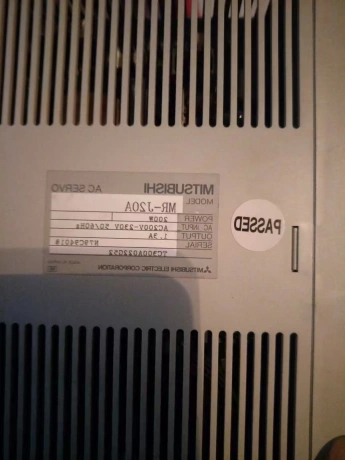 MITSUBISHI AC SERVO
MODEL MR-J20A
POWER 200W
AC INPUT AC200V-230V 50/60Hz
OUTPUT 1.3A
SERIAL
MITSUBISHI ELECTRIC CORPORATION
PASSED